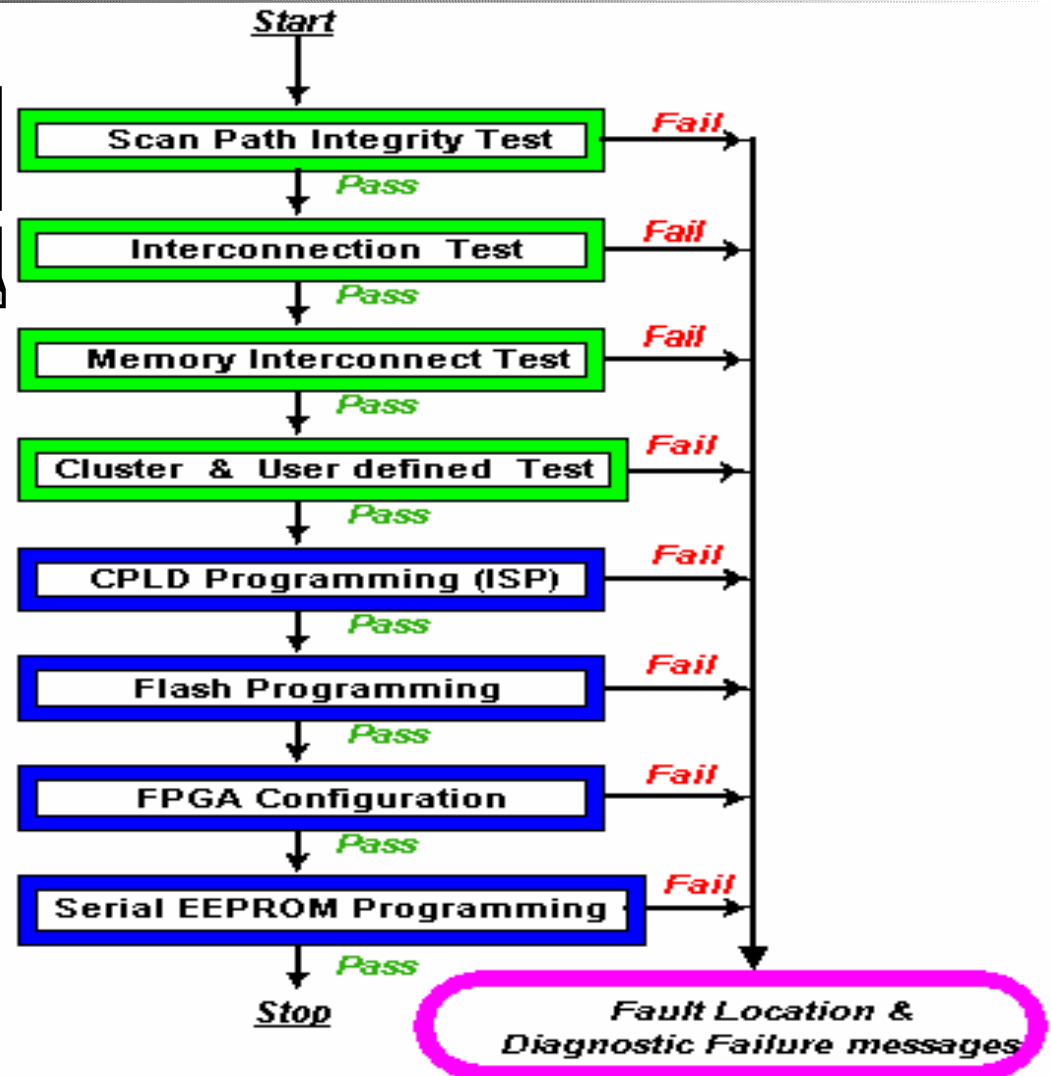 Start
Scan Path Integrity Test
Fail
Pass
Interconnection Test
Fail
Pass
Memory Interconnect Test
Fail
Pass
Cluster & User defined Test
Fail
Pass
CPLD Programming (ISP)
Fail
Pass
Flash Programming
Fail
Pass
FPGA Configuration
Fail
Pass
Serial EEPROM Programming
Fail
Pass
Stop
Fault Location &
Diagnostic Failure messages